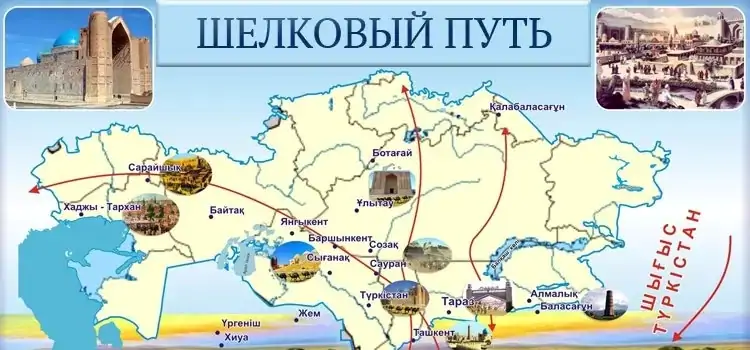 ШЕЛКОВЫЙ ПУТЬ
Қалабаласағұн
Ботағай
Сарайшық
Ұлытау
Хаджы - Тархан
Байтақ
Янгыкент
Баршынкент
Созақ
Сығанақ
Сауран
ШЫҒЫС
ТҮРКІСТАН
Түркістан
Тараз
Алмалық
Баласағұн
Жем
Үргеніш
Хиуа
Ташкент